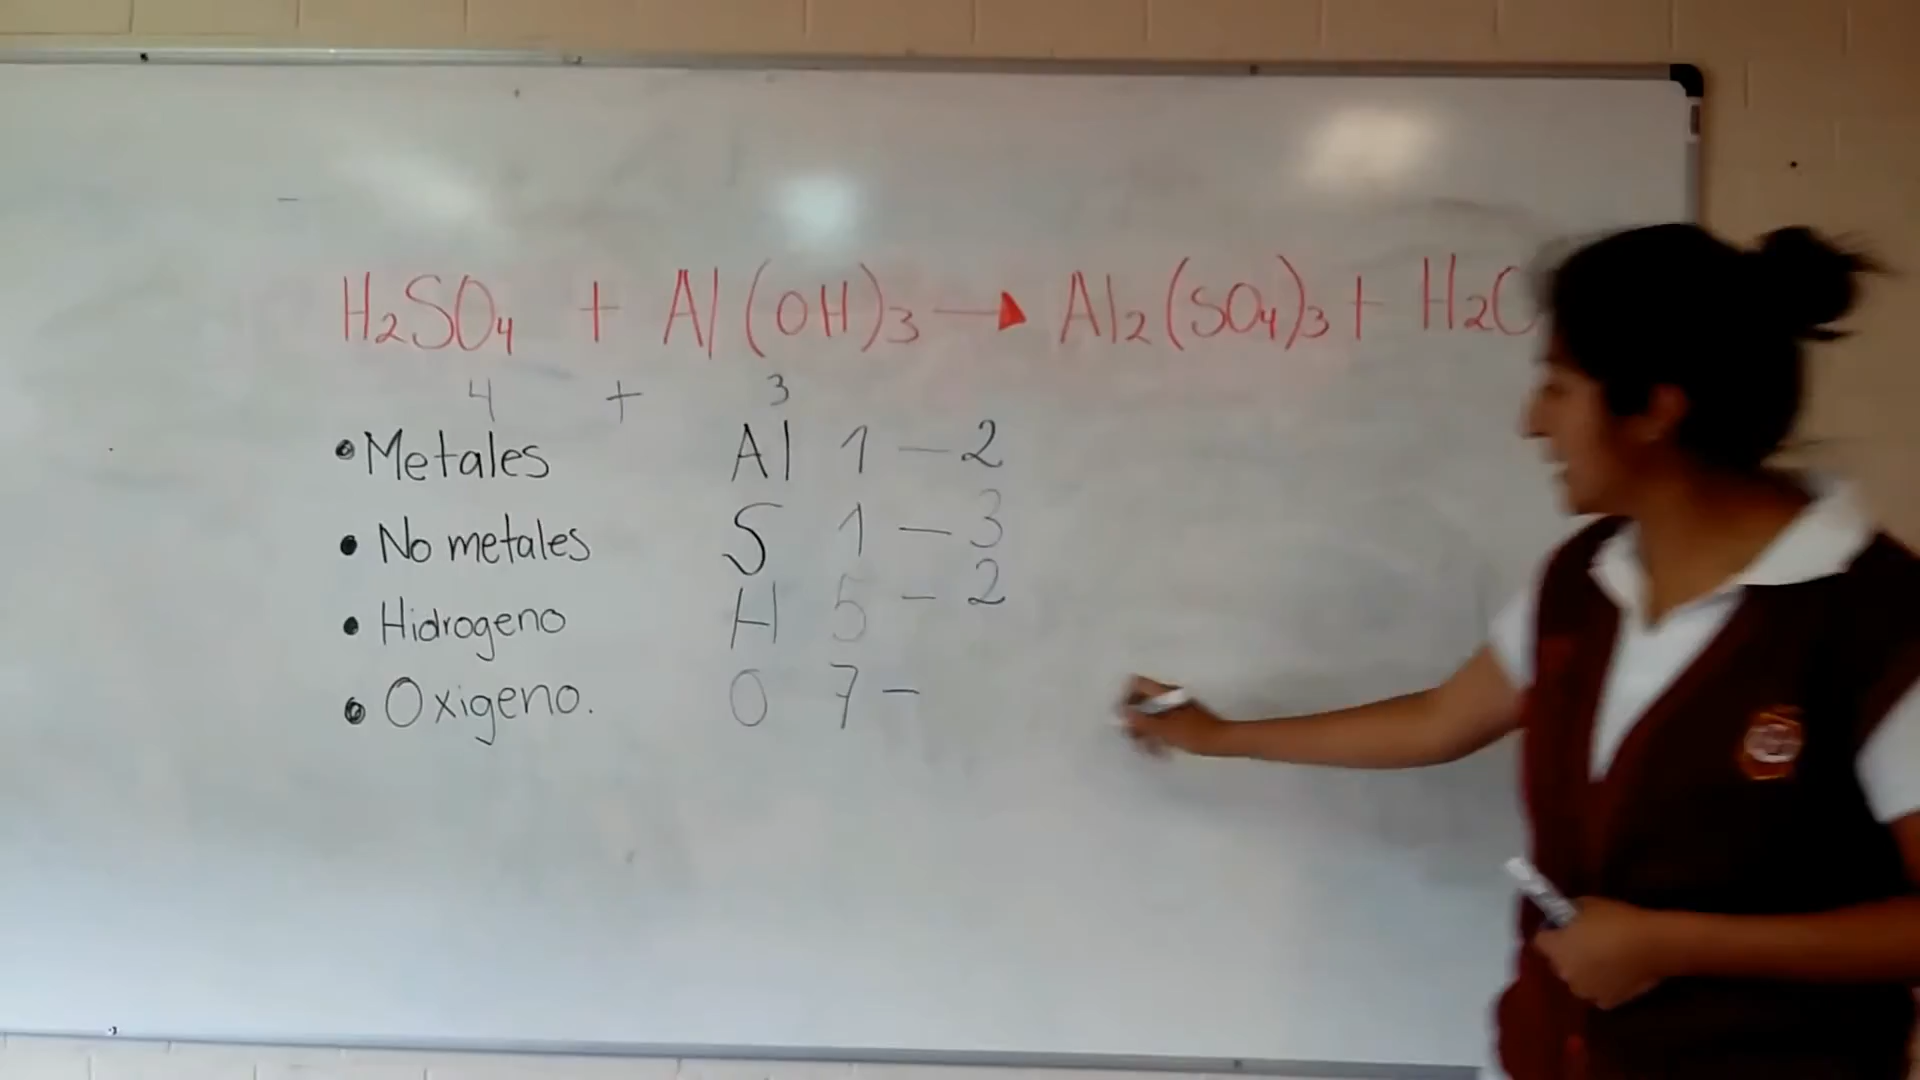 H₂SO₄ + Al(OH)₃ → Al₂(SO₄)₃ + H₂O
4 + 3
• Metales Al 1 – 2
• No metales S 1 – 3
• Hidrogeno H 5 – 2
• Oxigeno. O 7 –